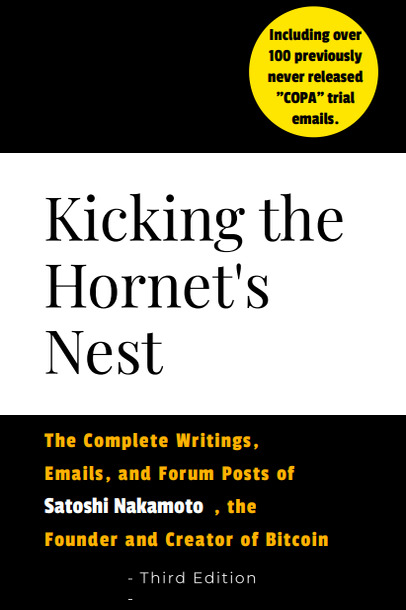 Including over
100 previously
never released
"COPA" trial
emails.
Kicking the
Hornet's
Nest
The Complete Writings,
Emails, and Forum Posts of
Satoshi Nakamoto , the
Founder and Creator of Bitcoin
- Third Edition
-